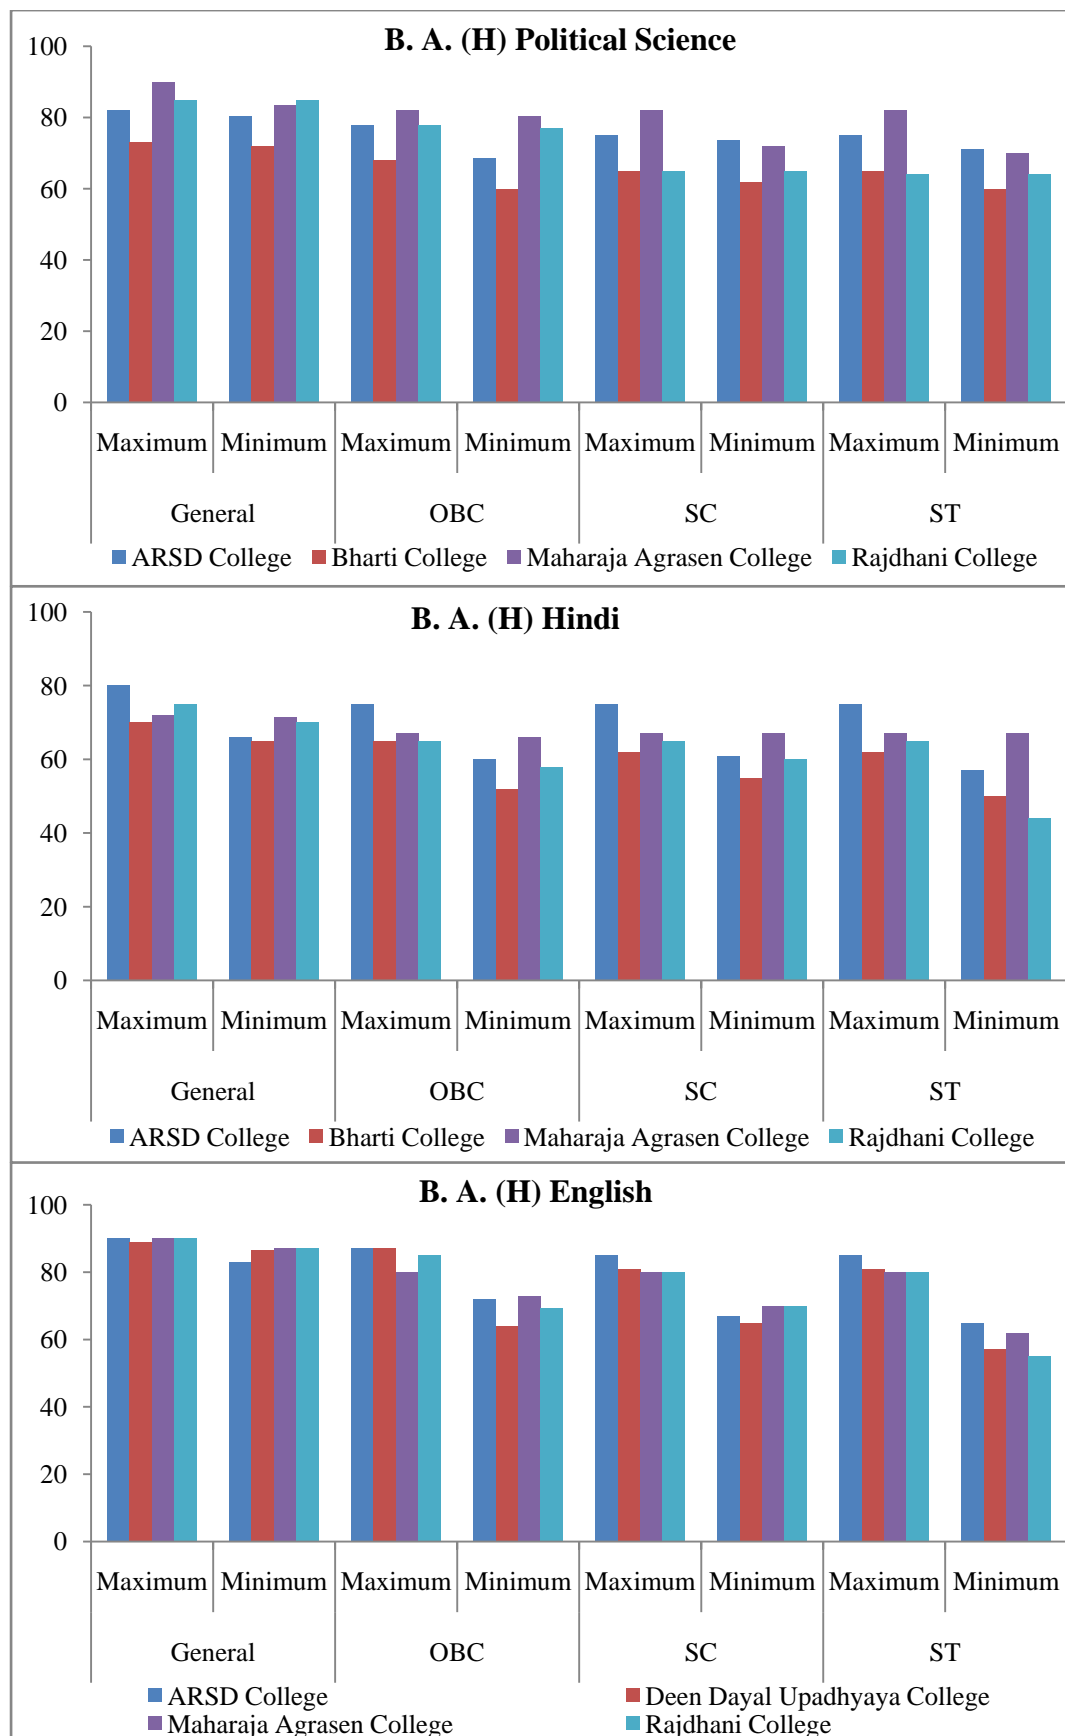 B. A. (H) Political Science
100
80
60
40
20
0
Maximum Minimum Maximum Minimum Maximum Minimum Maximum Minimum
General OBC SC ST
ARSD College Bharti College Maharaja Agrasen College Rajdhani College
B. A. (H) Hindi
100
80
60
40
20
0
Maximum Minimum Maximum Minimum Maximum Minimum Maximum Minimum
General OBC SC ST
ARSD College Bharti College Maharaja Agrasen College Rajdhani College
B. A. (H) English
100
80
60
40
20
0
Maximum Minimum Maximum Minimum Maximum Minimum Maximum Minimum
General OBC SC ST
ARSD College Deen Dayal Upadhyaya College
Maharaja Agrasen College Rajdhani College